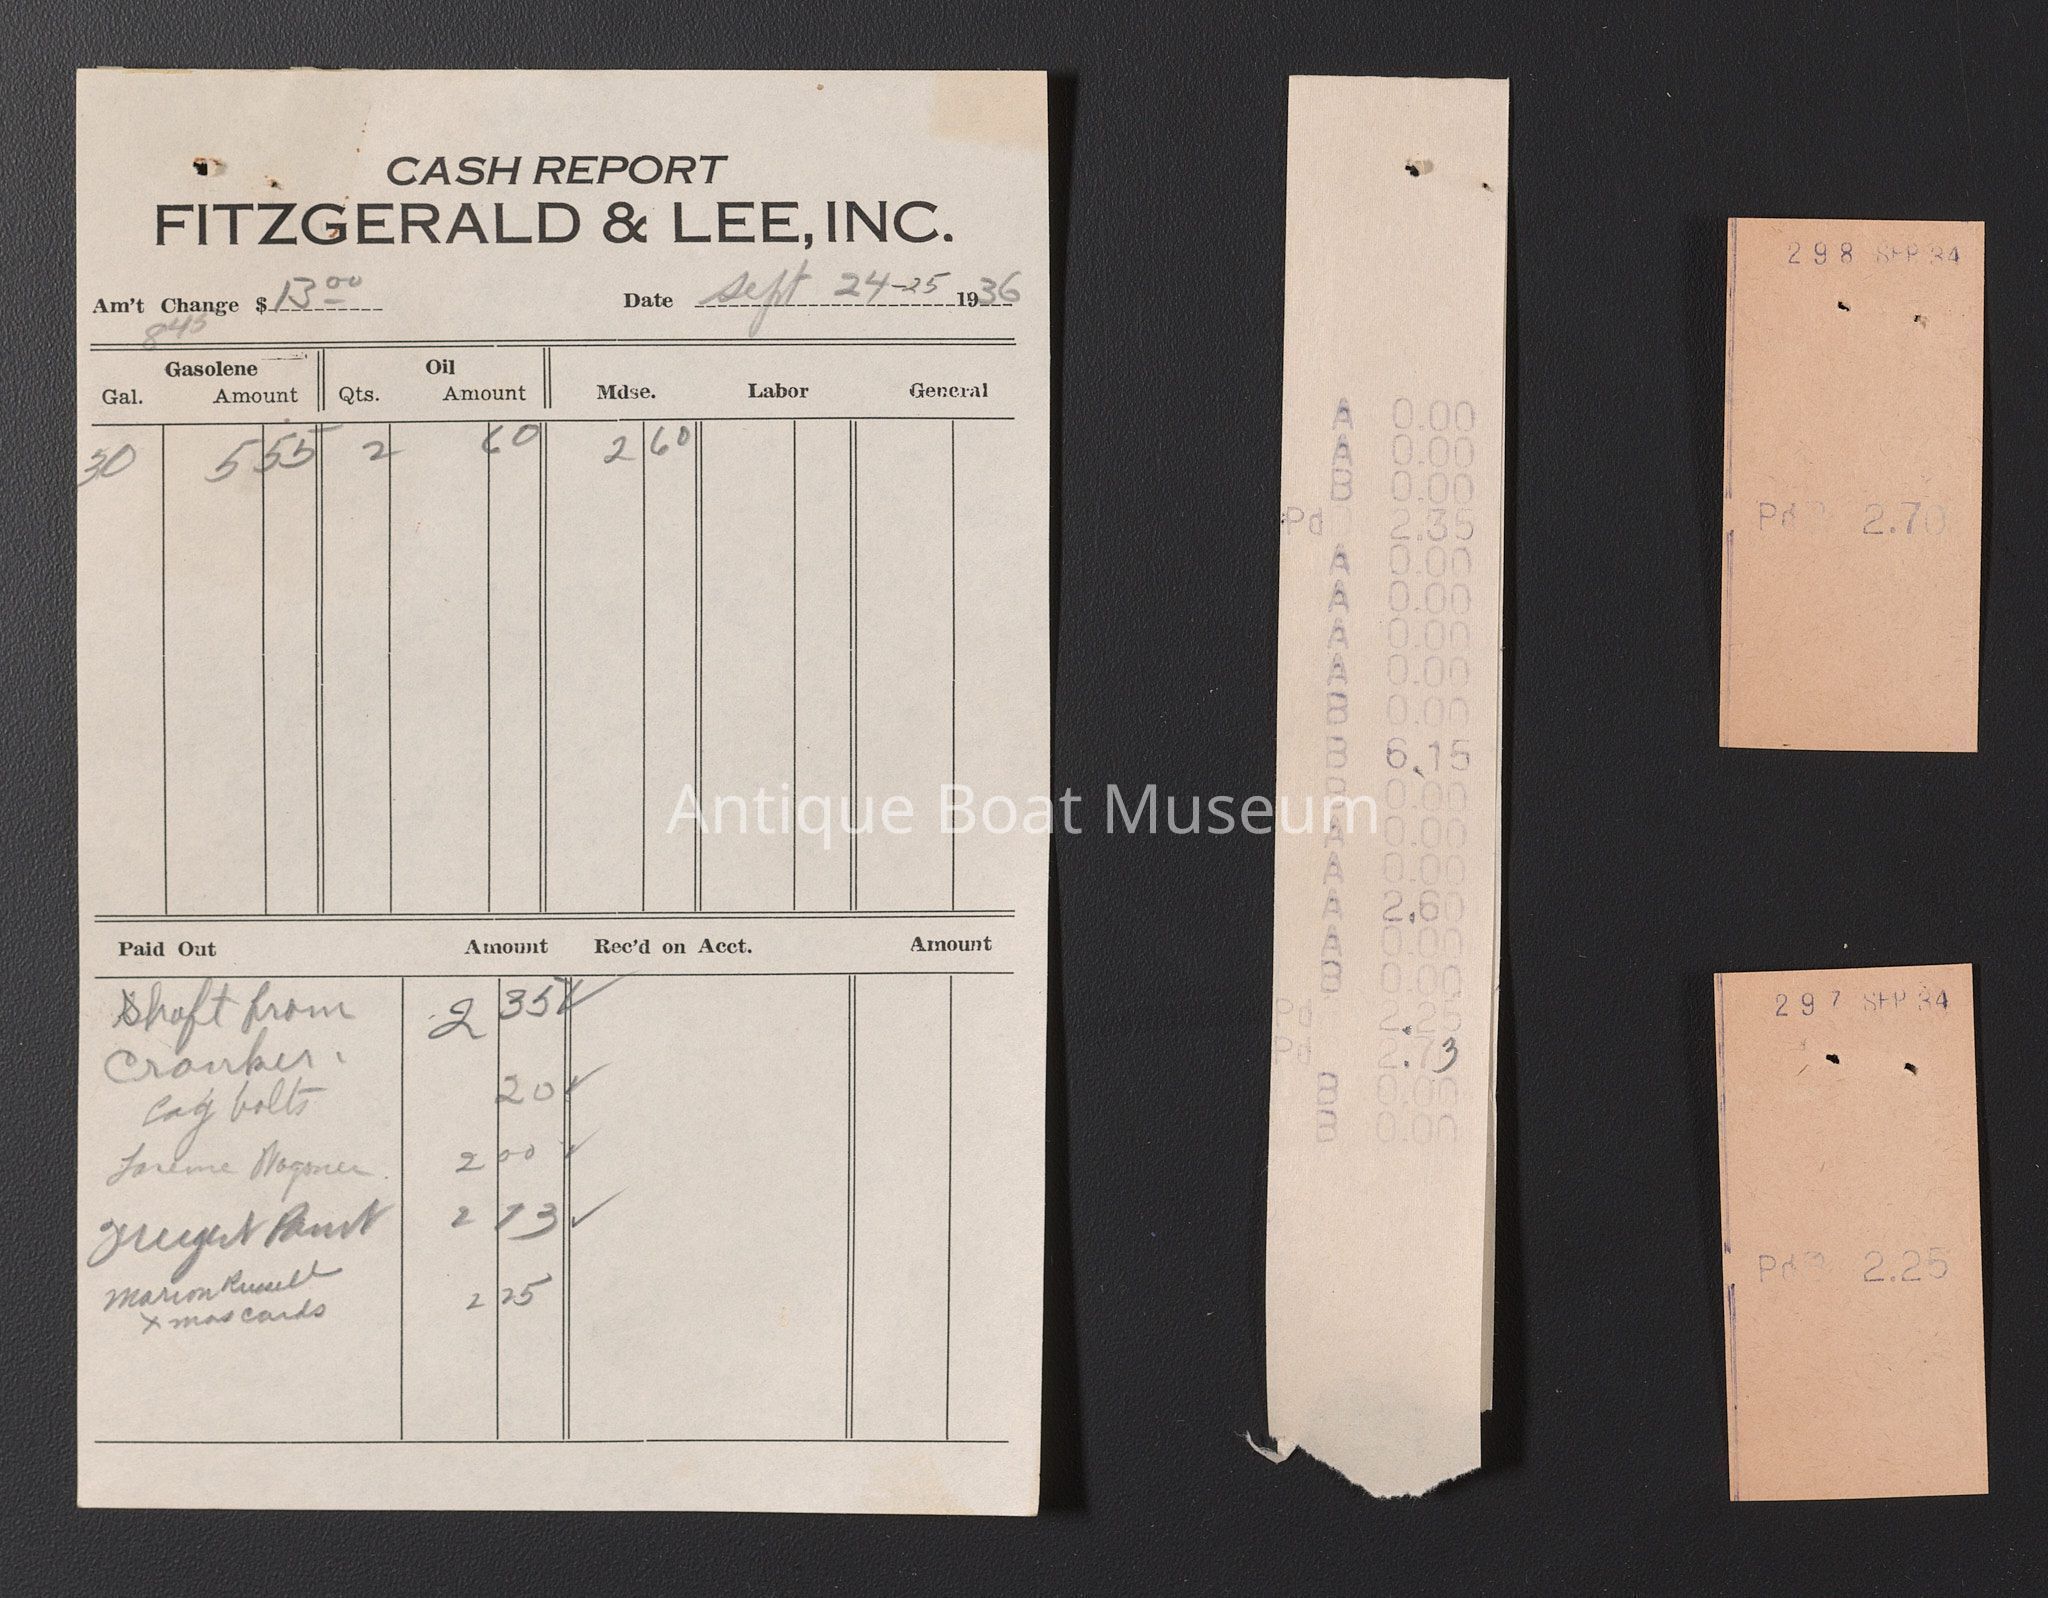 CASH REPORT
FITZGERALD & LEE, INC.
Am't Change $ 13.00 Date Sept 24-25 1936
8 45
Gasolene Oil
Gal. Amount Qts. Amount Mdse. Labor General
30 5 55 2 60 2 60
Paid Out Amount Rec'd on Acct. Amount
Shaft from 2 35 ✓
Crouker.
cag bolts 20 ✓
Wagoner 2 00 ✓
Freight Paint 2 73 ✓
Marion Russell 2 25
Xmas cards
A 0.00
A 0.00
B 0.00
Pd 2.35
A 0.00
A 0.00
A 0.00
A 0.00
B 0.00
B 6.15
0.00
A 0.00
A 0.00
A 2.60
A 0.00
B 0.00
Pd 2.25
Pd 2.73
B 0.00
B 0.00
298 SEP 34
Pd 2.70
297 SEP 34
Pd 2.25
Antique Boat Museum